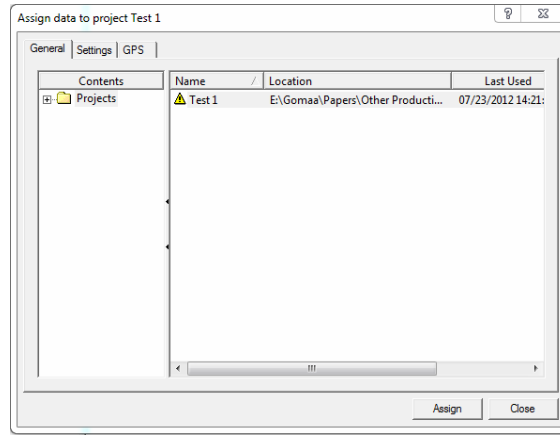 Assign data to project Test 1
General Settings GPS
Contents Name Location Last Used
Projects Test 1 E:\Gomaa\Papers\Other Producti... 07/23/2012 14:21:
Assign Close